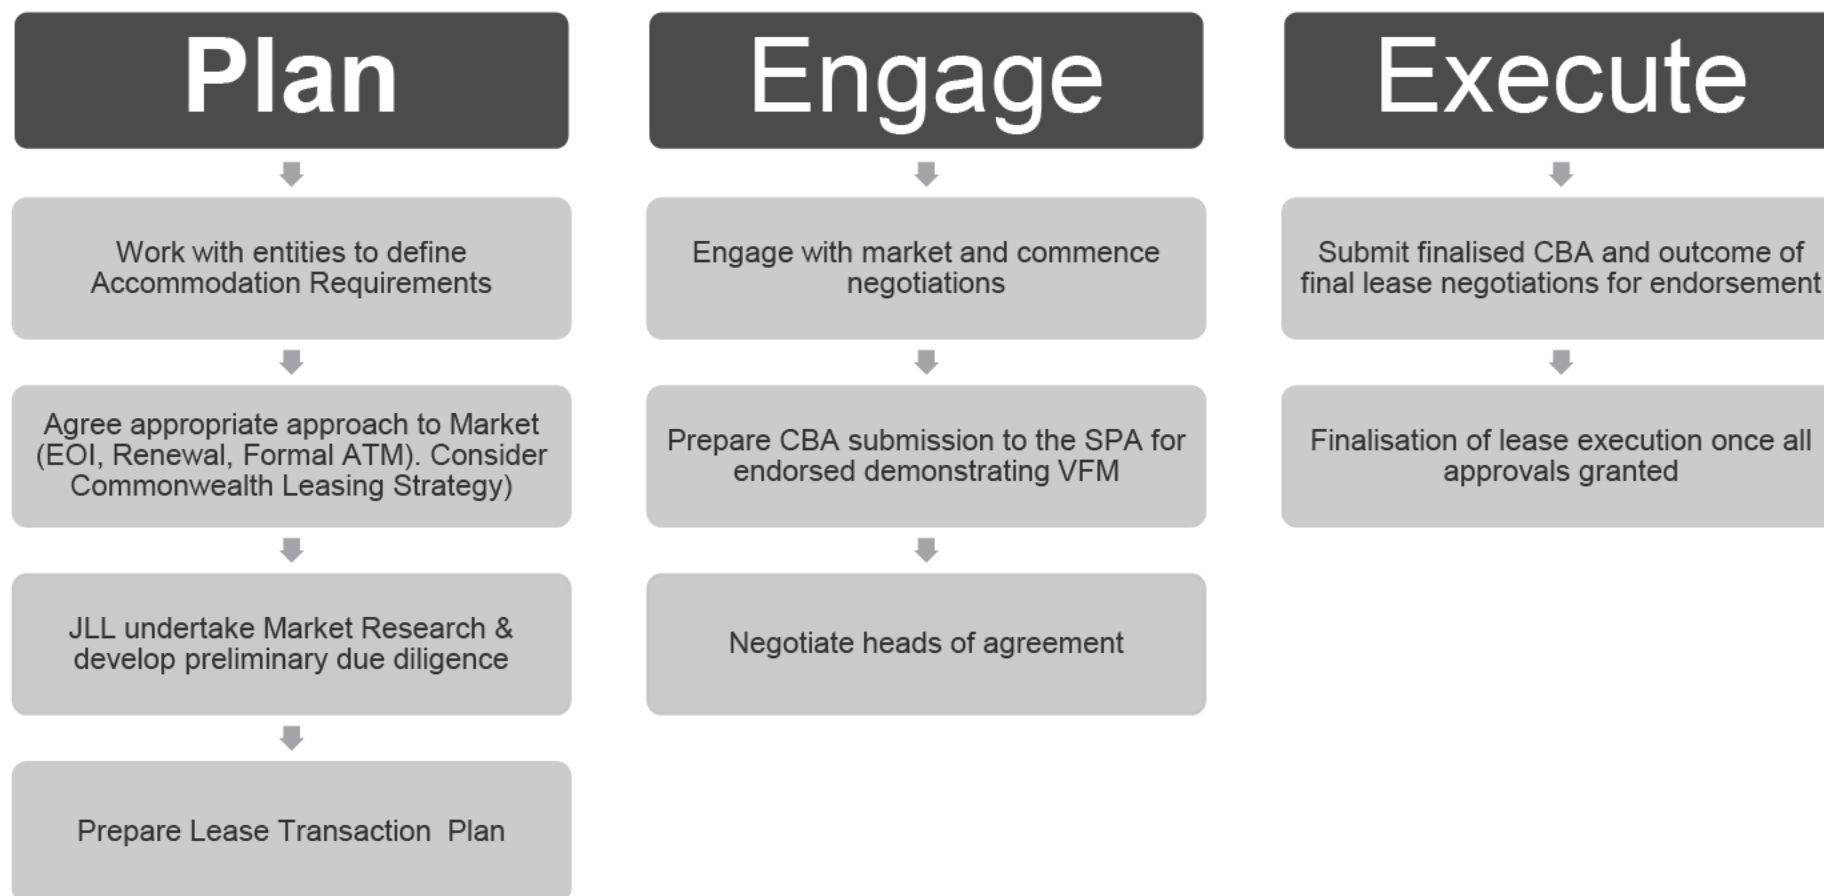 Plan
Work with entities to define
Accommodation Requirements
Agree appropriate approach to Market
(EOI, Renewal, Formal ATM). Consider
Commonwealth Leasing Strategy)
JLL undertake Market Research &
develop preliminary due diligence
Prepare Lease Transaction  Plan
Engage
Engage with market and commence
negotiations
Prepare CBA submission to the SPA for
endorsed demonstrating VFM
Negotiate heads of agreement
Execute
Submit finalised CBA and outcome of
final lease negotiations for endorsement
Finalisation of lease execution once all
approvals granted